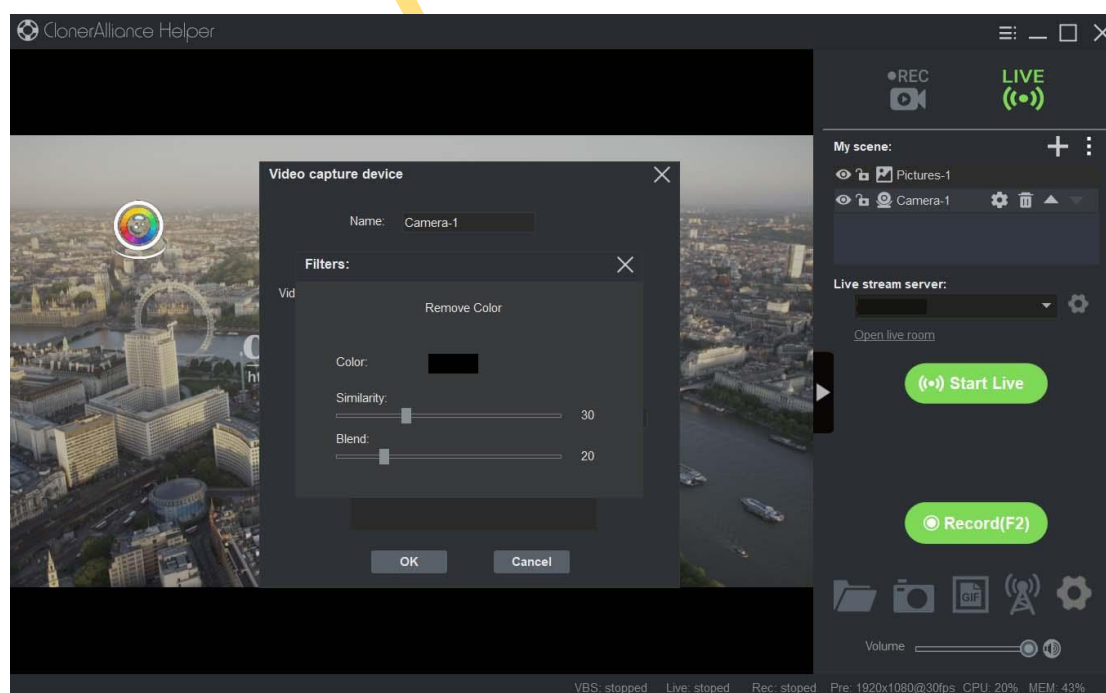 ClonerAlliance Helper
REC
LIVE
My scene:
Pictures-1
Camera-1
Video capture device
Name: Camera-1
Filters:
Vid
Remove Color
Color:
Similarity:
30
Blend:
20
OK Cancel
Live stream server:
Open live room
Start Live
Record(F2)
GIF
Volume
VBS: stopped Live: stoped Rec: stoped Pre: 1920x1080@30fps CPU: 20% MEM: 43%